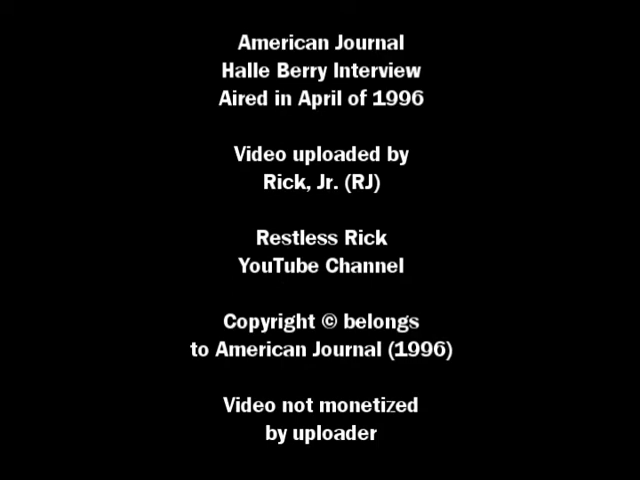 American Journal
Halle Berry Interview
Aired in April of 1996
Video uploaded by
Rick, Jr. (RJ)
Restless Rick
YouTube Channel
Copyright © belongs
to American Journal (1996)
Video not monetized
by uploader